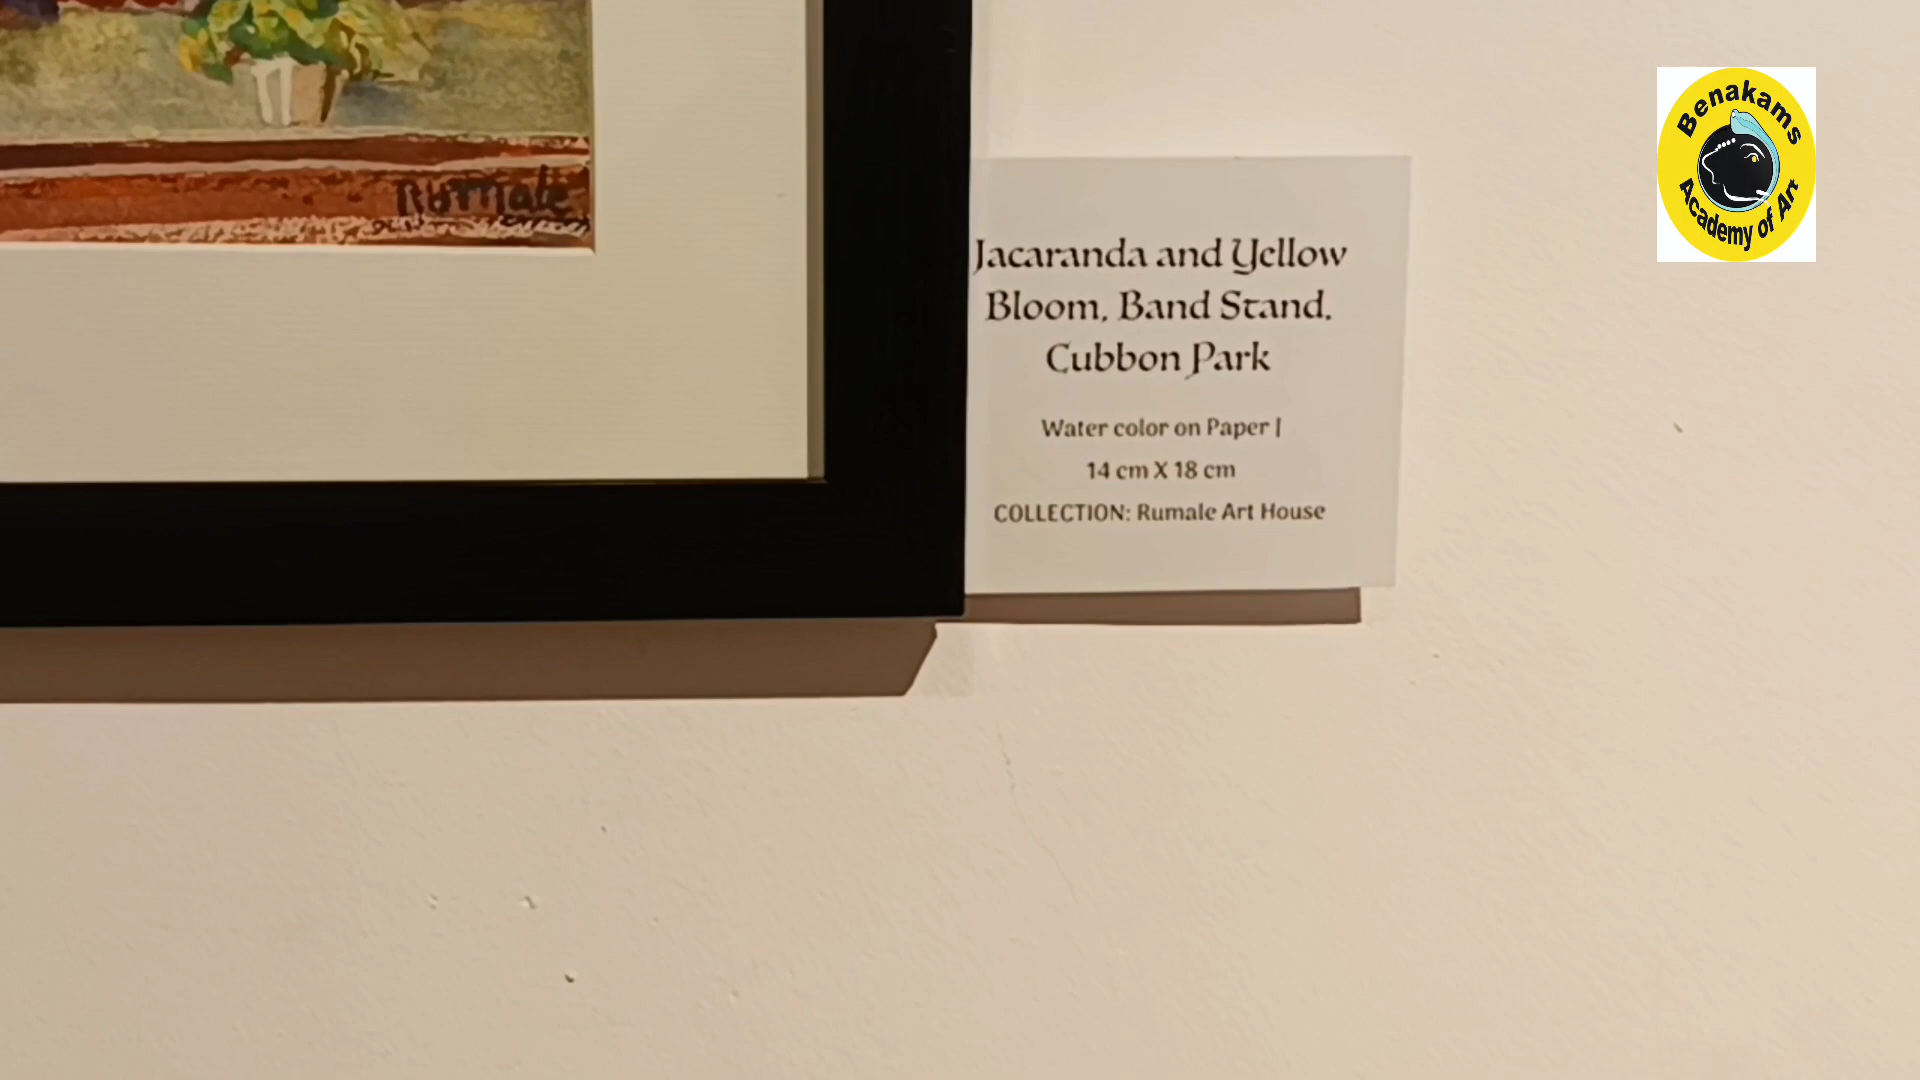 Rumale
Jacaranda and Yellow
Bloom, Band Stand,
Cubbon Park
Water color on Paper |
14 cm X 18 cm
COLLECTION: Rumale Art House
Benakams
Academy of Art